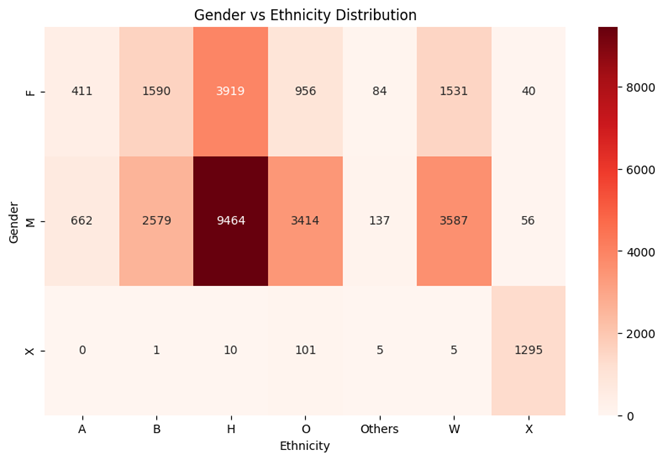 Gender vs Ethnicity Distribution
F 411 1590 3919 956 84 1531 40
M 662 2579 9464 3414 137 3587 56
X 0 1 10 101 5 5 1295
A B H O Others W X
Ethnicity
Gender
8000
6000
4000
2000
0